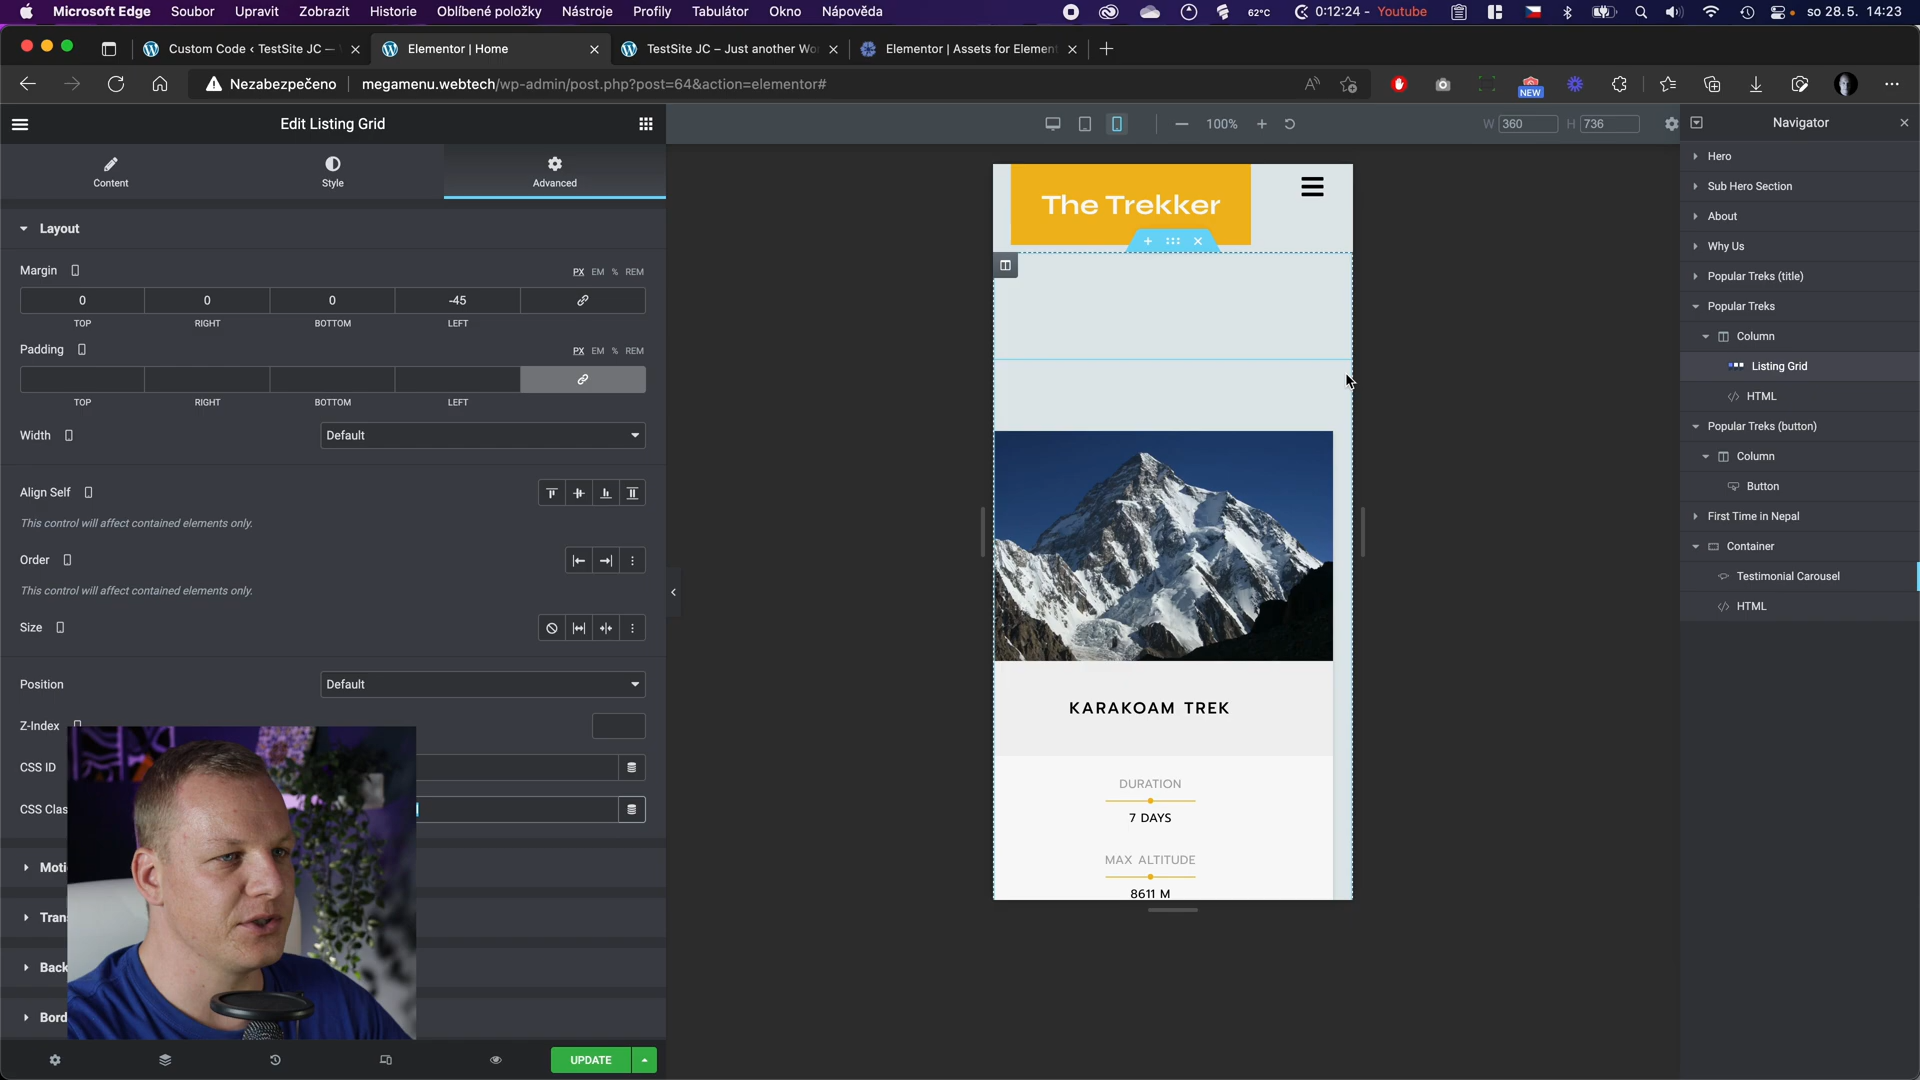 Microsoft Edge Soubor Upravit Zobrazit Historie Oblíbené položky Nástroje Profily Tabulátor Okno Nápověda 62°C 0:12:24 - Youtube so 28.5. 14:23
Custom Code ‹ TestSite JC —
Elementor | Home
TestSite JC – Just another Wo
Elementor | Assets for Element
Nezabezpečeno
megamenu.webtech/wp-admin/post.php?post=64&action=elementor#
NEW
Edit Listing Grid
100%
W 360 H 736
Navigator
Content
Style
Advanced
Layout
Margin
PX EM % REM
0 0 0 -45
TOP RIGHT BOTTOM LEFT
Padding
PX EM % REM
TOP RIGHT BOTTOM LEFT
Width
Default
Align Self
This control will affect contained elements only.
Order
This control will affect contained elements only.
Size
Position
Default
Z-Index
CSS ID
CSS Clas
Moti
Tran
Back
Bord
UPDATE
The Trekker
KARAKOAM TREK
DURATION
7 DAYS
MAX ALTITUDE
8611 M
Hero
Sub Hero Section
About
Why Us
Popular Treks (title)
Popular Treks
Column
Listing Grid
HTML
Popular Treks (button)
Column
Button
First Time in Nepal
Container
Testimonial Carousel
HTML